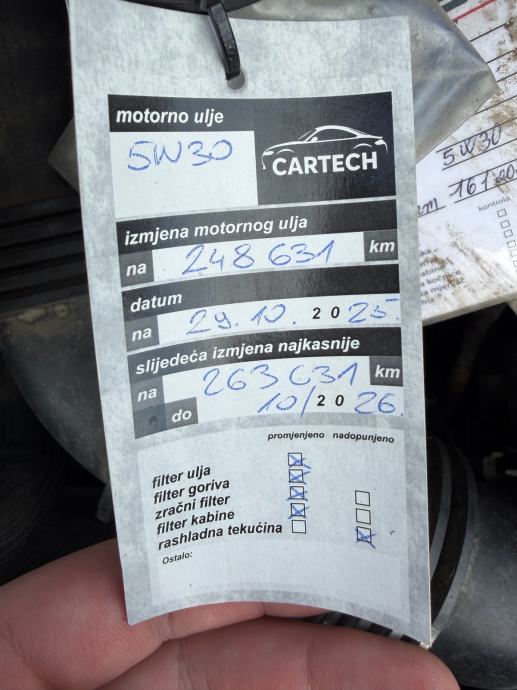 motorno ulje
5W30
CARTECH
izmjena motornog ulja
na 248 631 km
datum
na 29. 10. 2025.
slijedeća izmjena najkasnije
na 263 631 km
do 10/2026.
promjenjeno nadopunjeno
filter ulja
filter goriva
zračni filter
filter kabine
rashladna tekućina
Ostalo:
5W30
kontrola